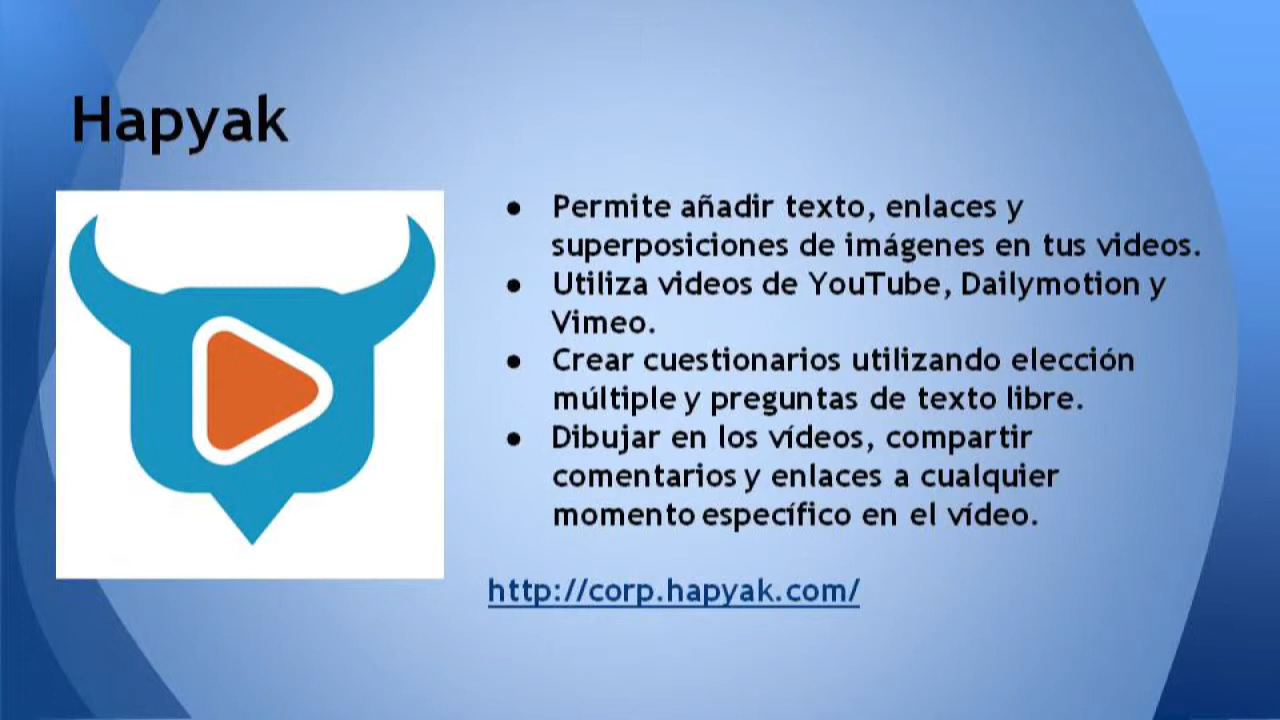 Hapyak
● Permite añadir texto, enlaces y
superposiciones de imágenes en tus videos.
● Utiliza videos de YouTube, Dailymotion y
Vimeo.
● Crear cuestionarios utilizando elección
múltiple y preguntas de texto libre.
● Dibujar en los vídeos, compartir
comentarios y enlaces a cualquier
momento específico en el vídeo.
http://corp.hapyak.com/